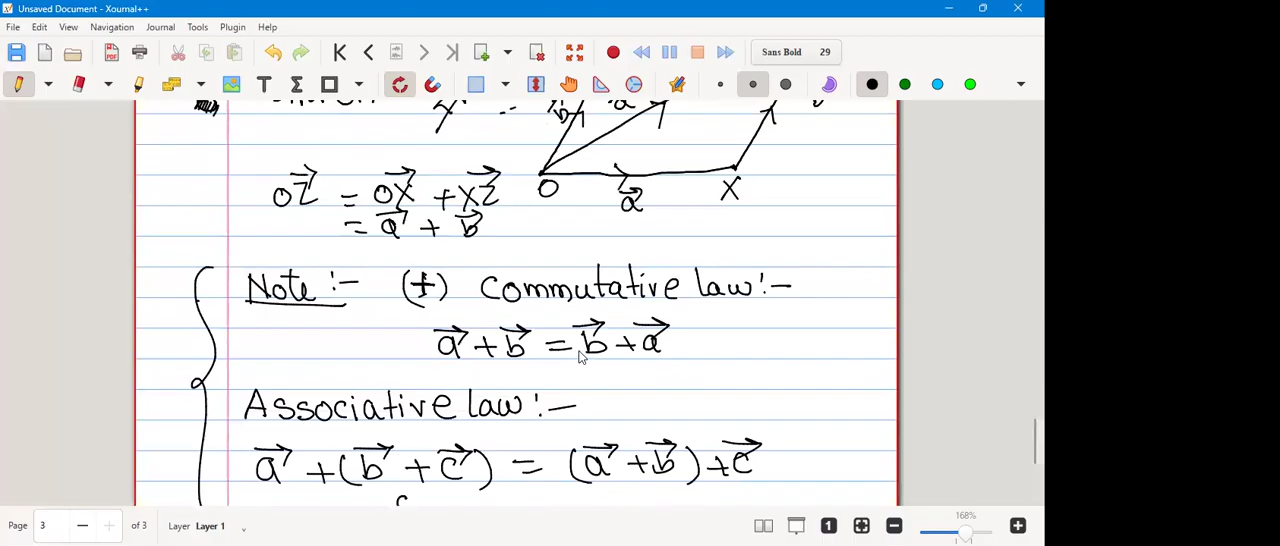 Unsaved Document - Xournal++
File Edit View Navigation Journal Tools Plugin Help
Sans Bold 29
b⃗ a
OZ⃗ = OX⃗ + XZ⃗
= a⃗ + b⃗
O a⃗ X
Note :- (+) Commutative law :-
a⃗ + b⃗ = b⃗ + a⃗
Associative law :-
a⃗ + (b⃗ + c⃗) = (a⃗ + b⃗) + c⃗
Page 3 of 3 Layer Layer 1 1 168%